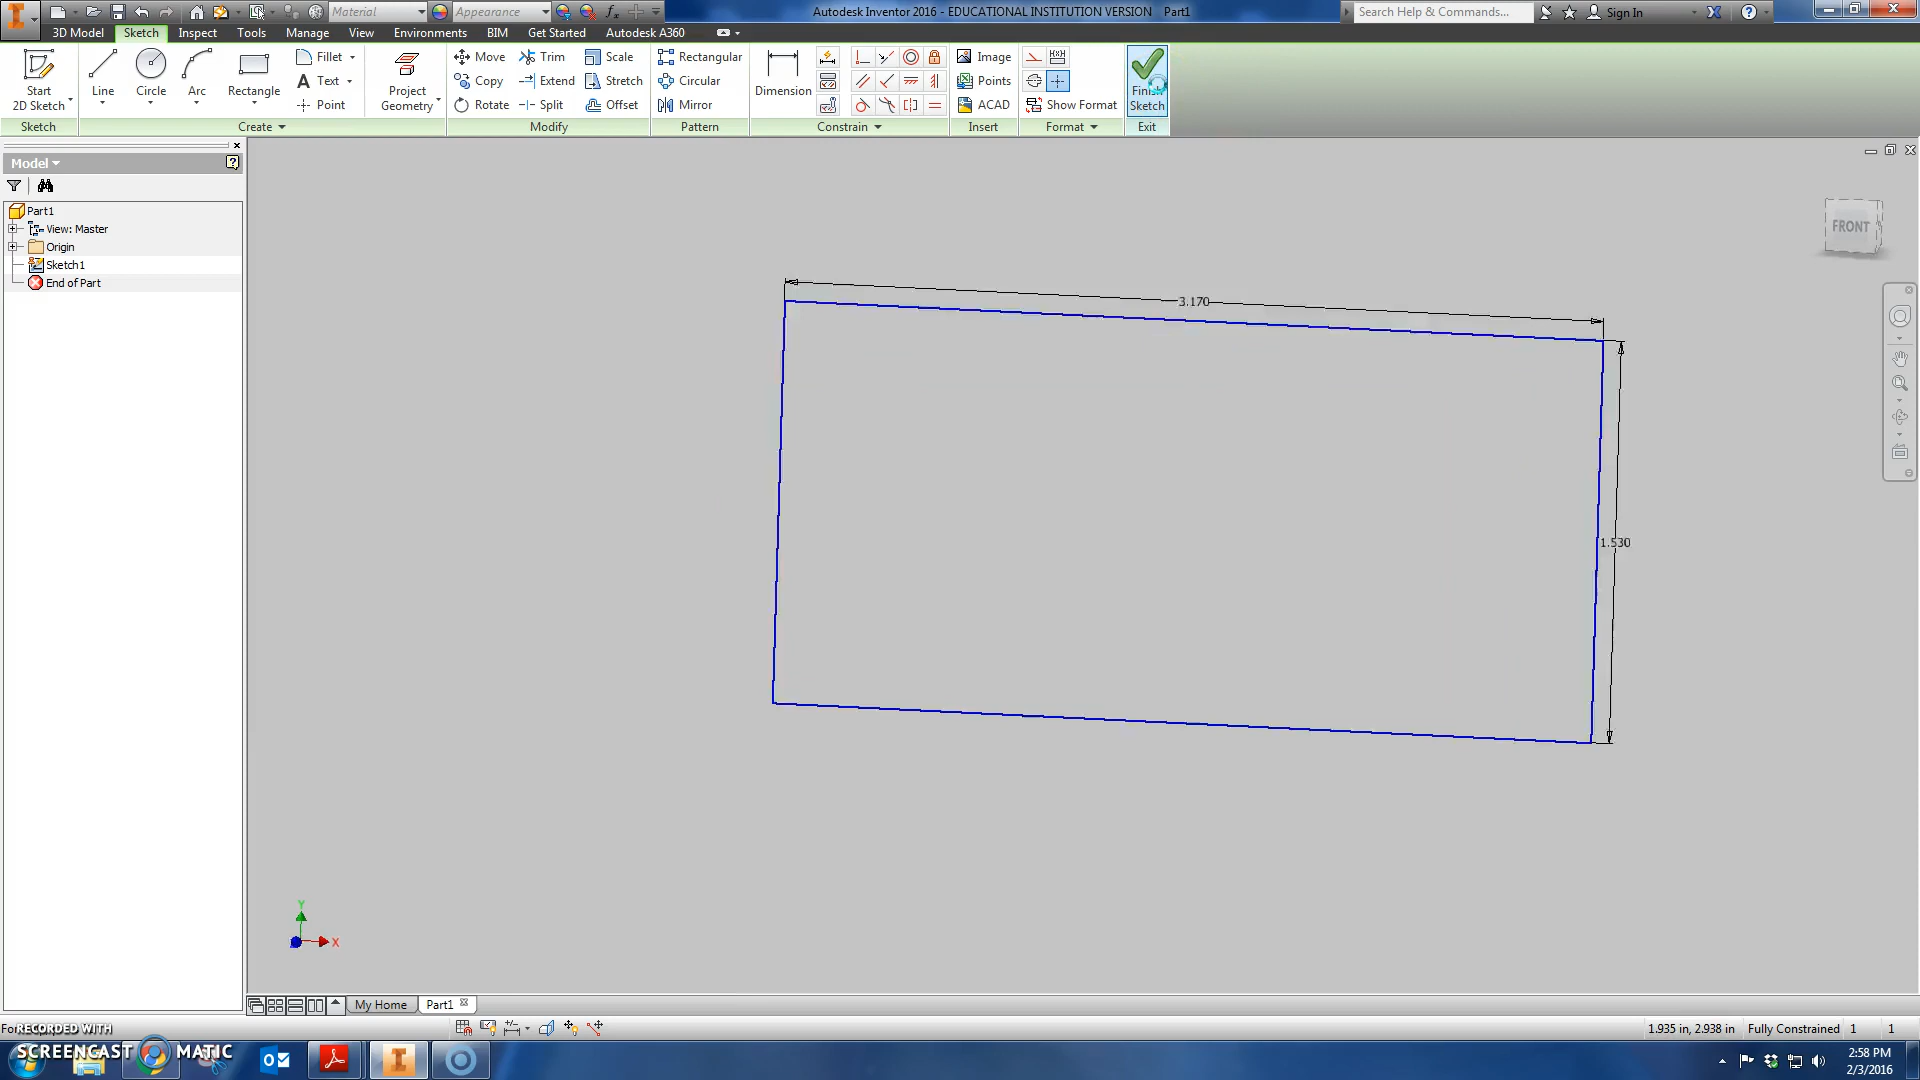 Material
Appearance
Autodesk Inventor 2016 - EDUCATIONAL INSTITUTION VERSION Part1
Search Help & Commands...
Sign In
3D Model Sketch Inspect Tools Manage View Environments BIM Get Started Autodesk A360
Start
2D Sketch
Line
Circle
Arc
Rectangle
Fillet
Text
Point
Project
Geometry
Move
Copy
Rotate
Trim
Extend
Split
Scale
Stretch
Offset
Rectangular
Circular
Mirror
Dimension
Image
Points
ACAD
Show Format
Finish
Sketch
Sketch Create Modify Pattern Constrain Insert Format Exit
Model
Part1
View: Master
Origin
Sketch1
End of Part
FRONT
3.170
1.530
Y
X
My Home Part1
For
1.935 in, 2.938 in Fully Constrained 1 1
RECORDED WITH
SCREENCAST MATIC
2:58 PM
2/3/2016